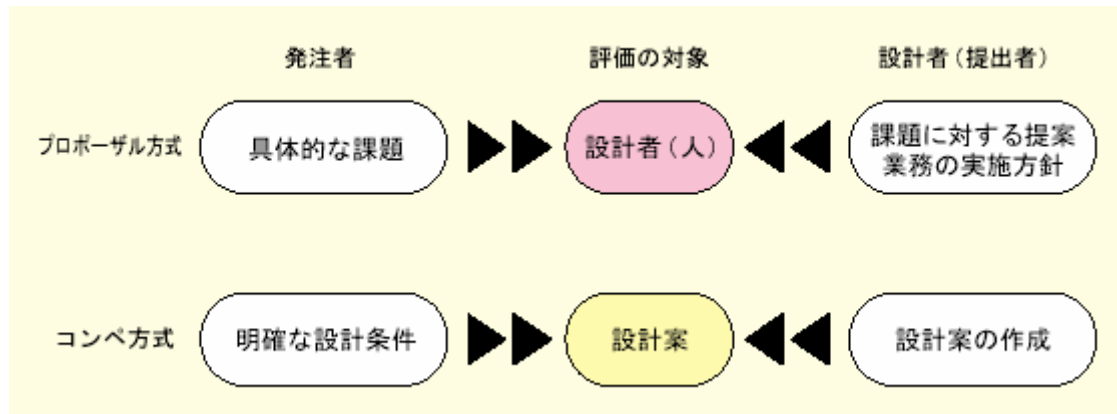 発注者
評価の対象
設計者(提出者)
プロポーザル方式
具体的な課題
設計者(人)
課題に対する提案
業務の実施方針
コンペ方式
明確な設計条件
設計案
設計案の作成